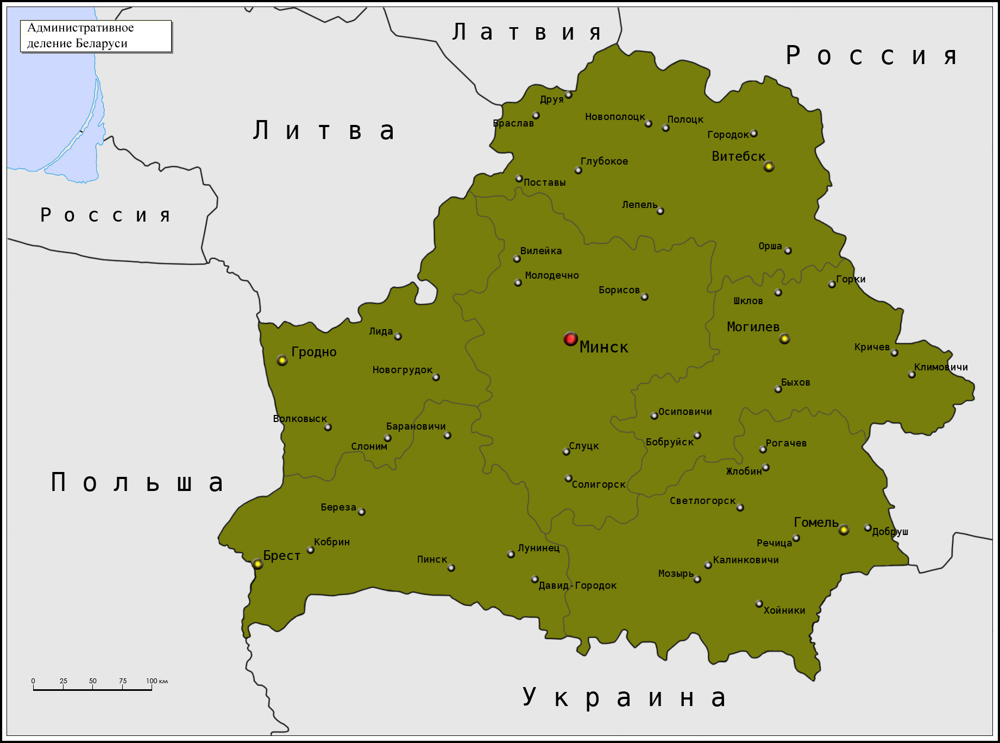 Административное
деление Беларуси
Латвия
Россия
Друя
Браслав
Новополоцк
Полоцк
Литва
Городок
Витебск
Глубокое
Поставы
Лепель
Россия
Орша
Вилейка
Молодечно
Горки
Борисов
Шклов
Могилев
Лида
Минск
Кричев
Гродно
Климовичи
Новогрудок
Быхов
Осиповичи
Волковыск
Барановичи
Бобруйск
Рогачев
Слоним
Слуцк
Жлобин
Польша
Солигорск
Светлогорск
Береза
Гомель
Добруш
Кобрин
Речица
Лунинец
Брест
Пинск
Калинковичи
Мозырь
Давид-Городок
Хойники
0 25 50 75 100 км
Украина